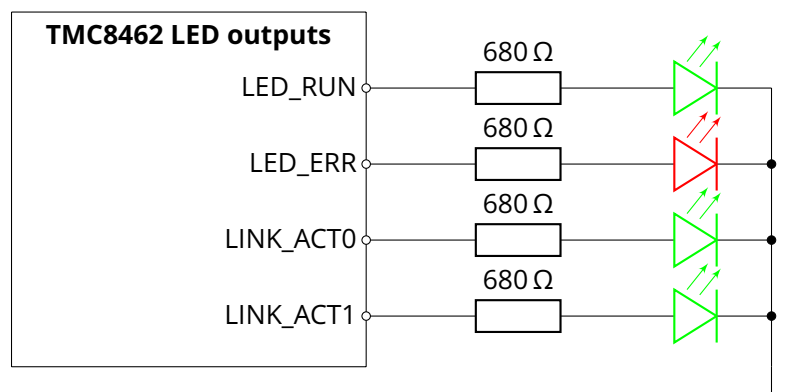 TMC8462 LED outputs
680 Ω
LED_RUN
680 Ω
LED_ERR
680 Ω
LINK_ACT0
680 Ω
LINK_ACT1